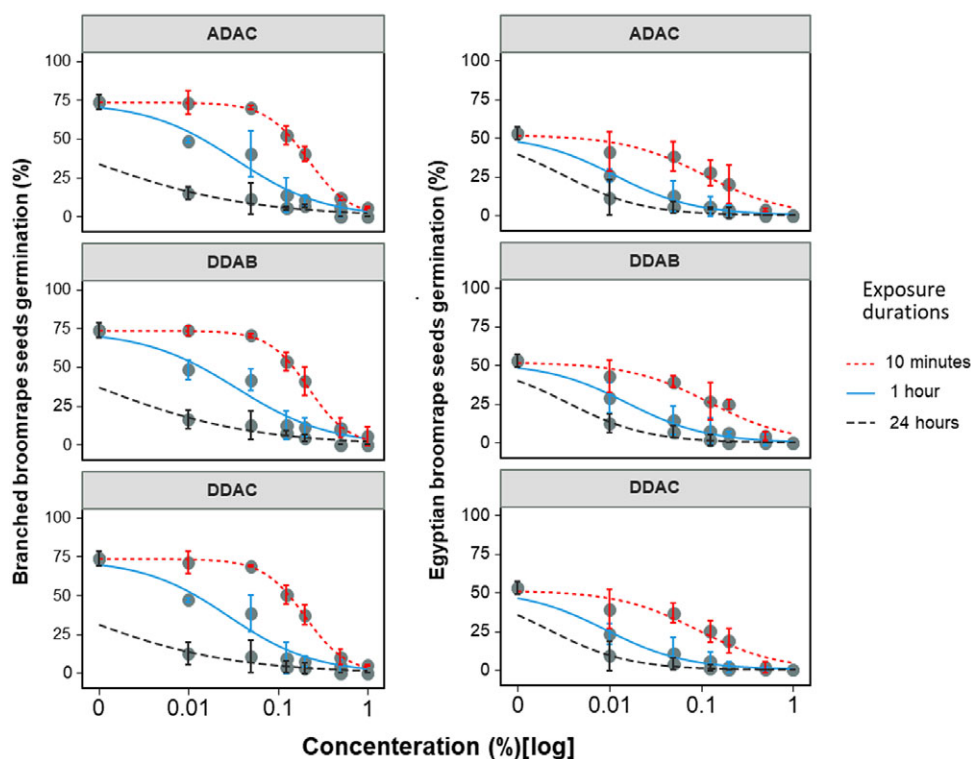 ADAC
100
75
50
25
0
DDAB
100
75
50
25
0
DDAC
100
75
50
25
0
0 0.01 0.1 1
Branched broomrape seeds germination (%)
ADAC
100
75
50
25
0
DDAB
100
75
50
25
0
DDAC
100
75
50
25
0
0 0.01 0.1 1
Egyptian broomrape seeds germination (%)
Concenteration (%)[log]
Exposure
durations
10 minutes
1 hour
24 hours